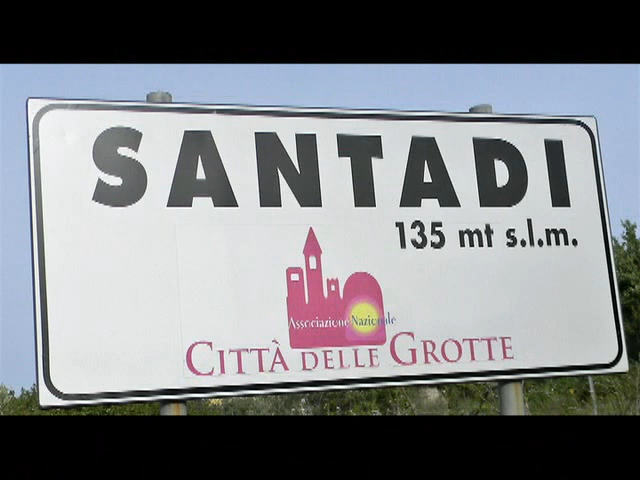 SANTADI
135 mt s.l.m.
Associazione Nazionale
CITTÀ DELLE GROTTE